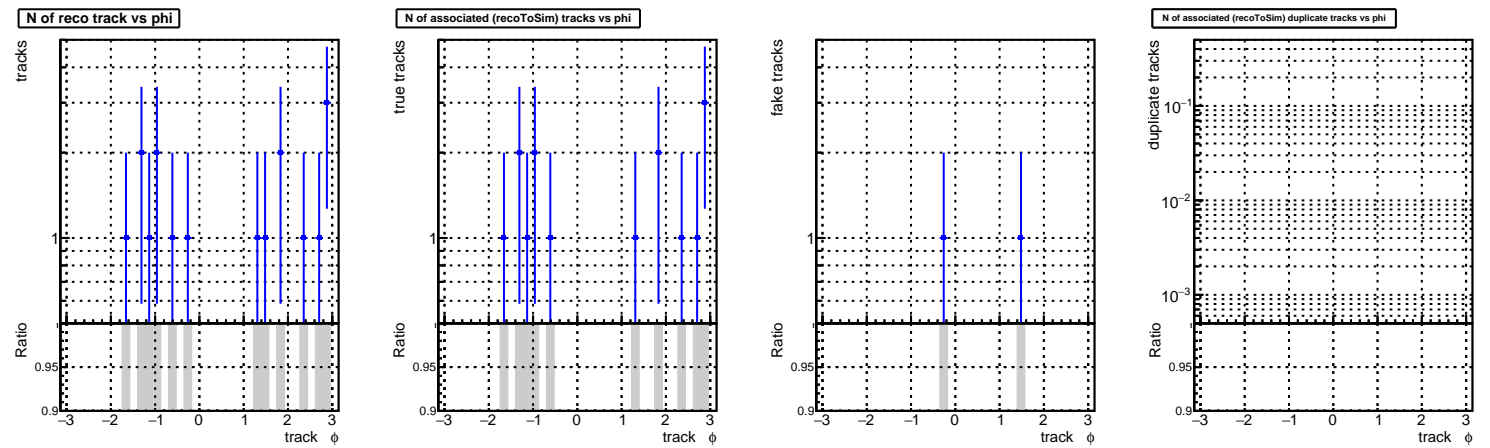 N of reco track vs phi
tracks
1
Ratio
0.95
0.9
−3 −2 −1 0 1 2 3
track φ
N of associated (recoToSim) tracks vs phi
true tracks
1
Ratio
0.95
0.9
−3 −2 −1 0 1 2 3
track φ
fake tracks
1
Ratio
0.95
0.9
−3 −2 −1 0 1 2 3
track φ
N of associated (recoToSim) duplicate tracks vs phi
duplicate tracks
10−1
10−2
10−3
Ratio
0.95
0.9
−3 −2 −1 0 1 2 3
track φ